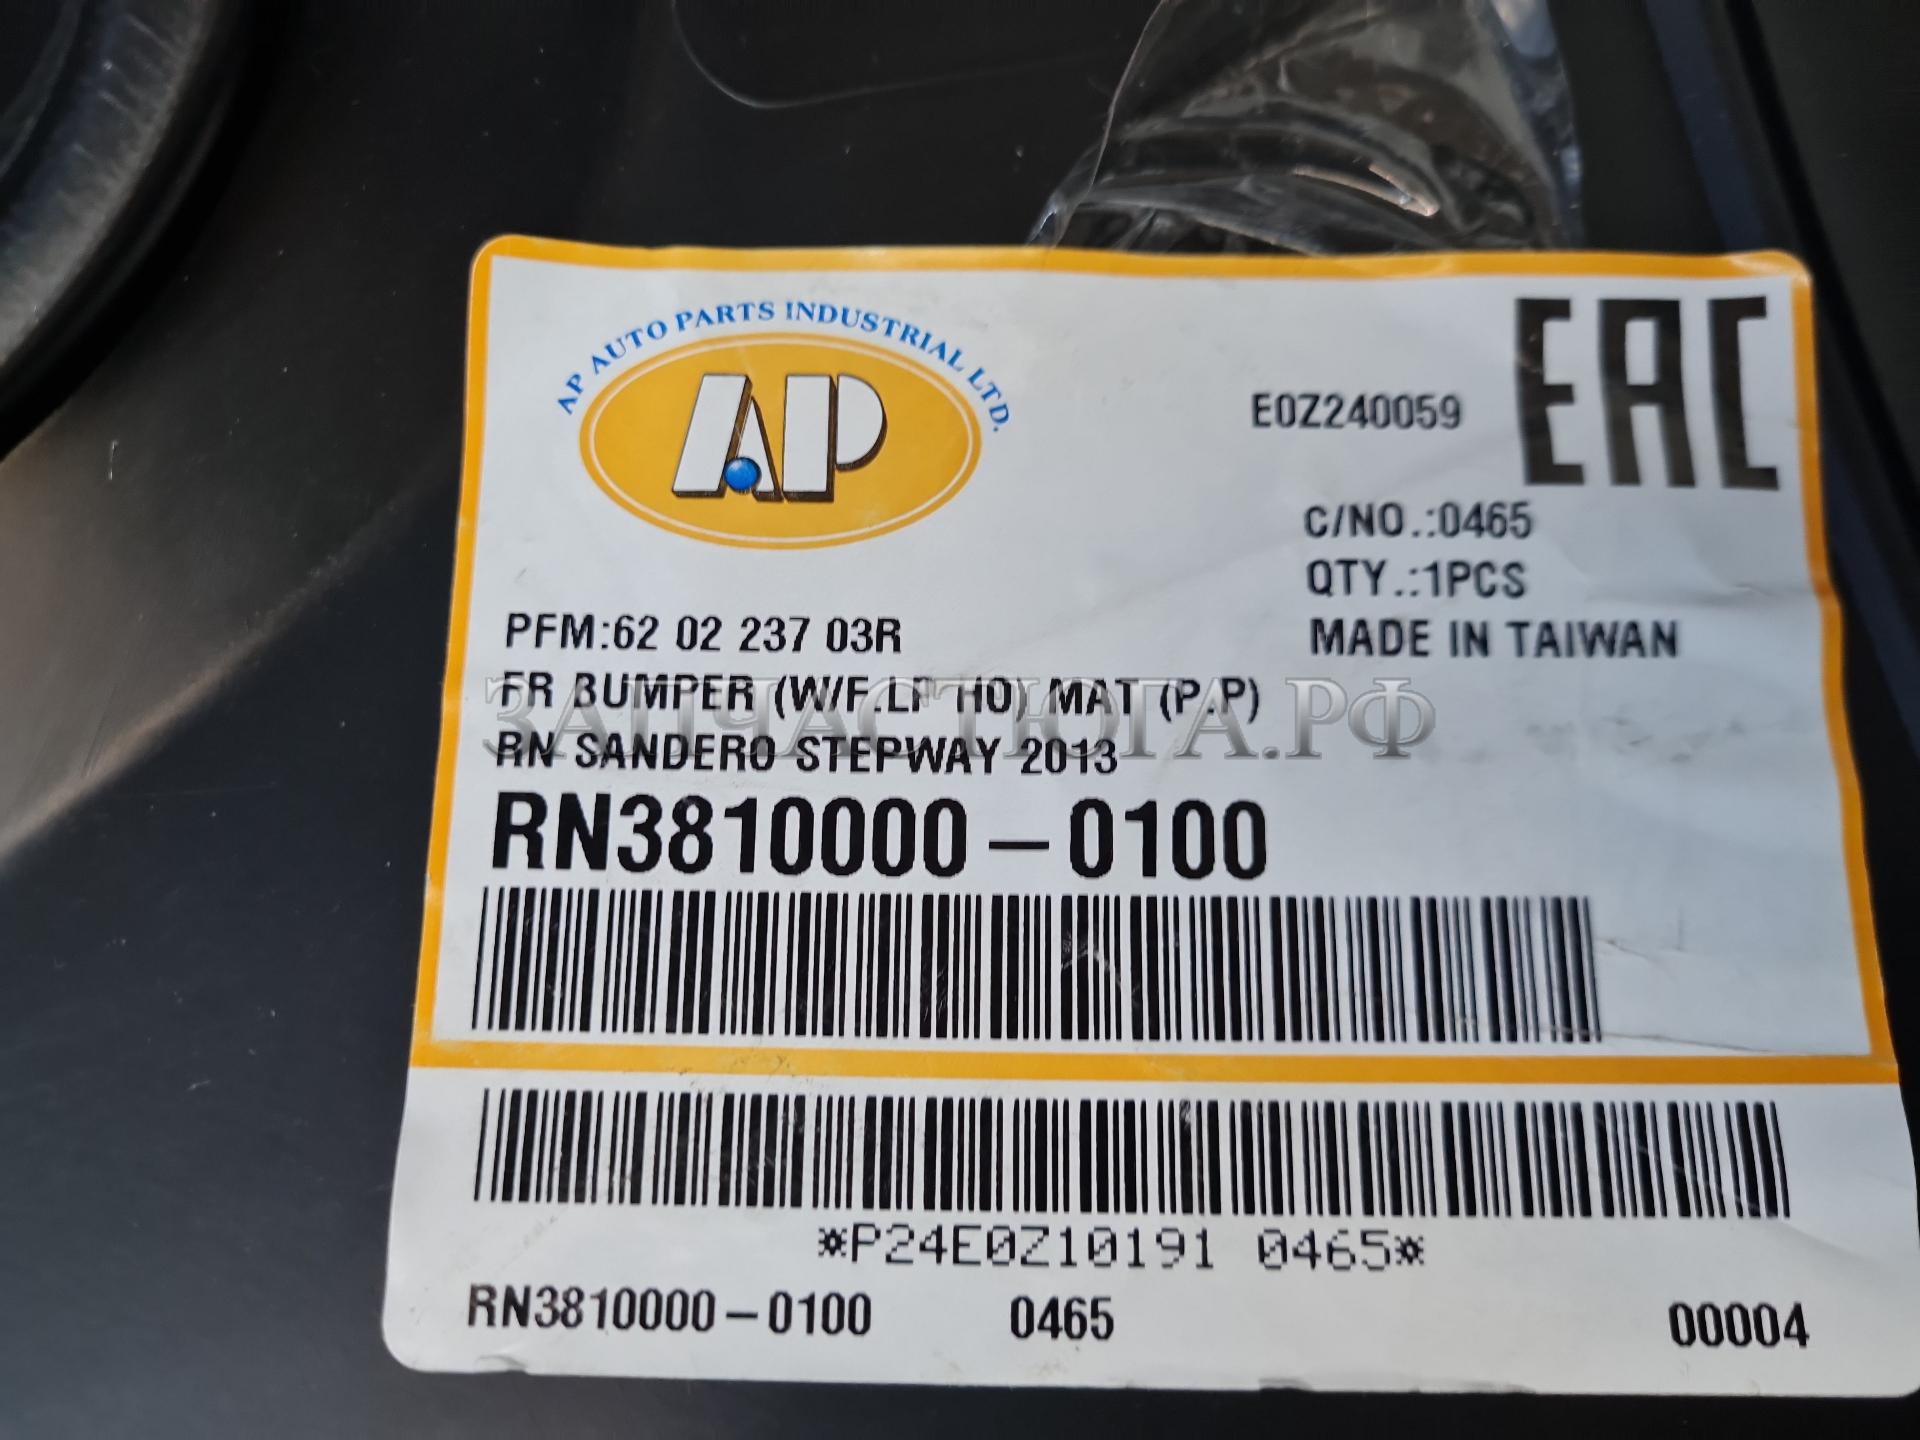 AP AUTO PARTS INDUSTRIAL LTD.
AP
E0Z240059
EAC
C/NO.:0465
QTY.:1PCS
MADE IN TAIWAN
PFM:62 02 237 03R
FR BUMPER (W/F.LP HO) MAT (P.P)
ЗАПЧАСТЮГА.РФ
RN SANDERO STEPWAY 2013
RN3810000-0100
*P24E0Z10191 0465*
RN3810000-0100 0465 00004